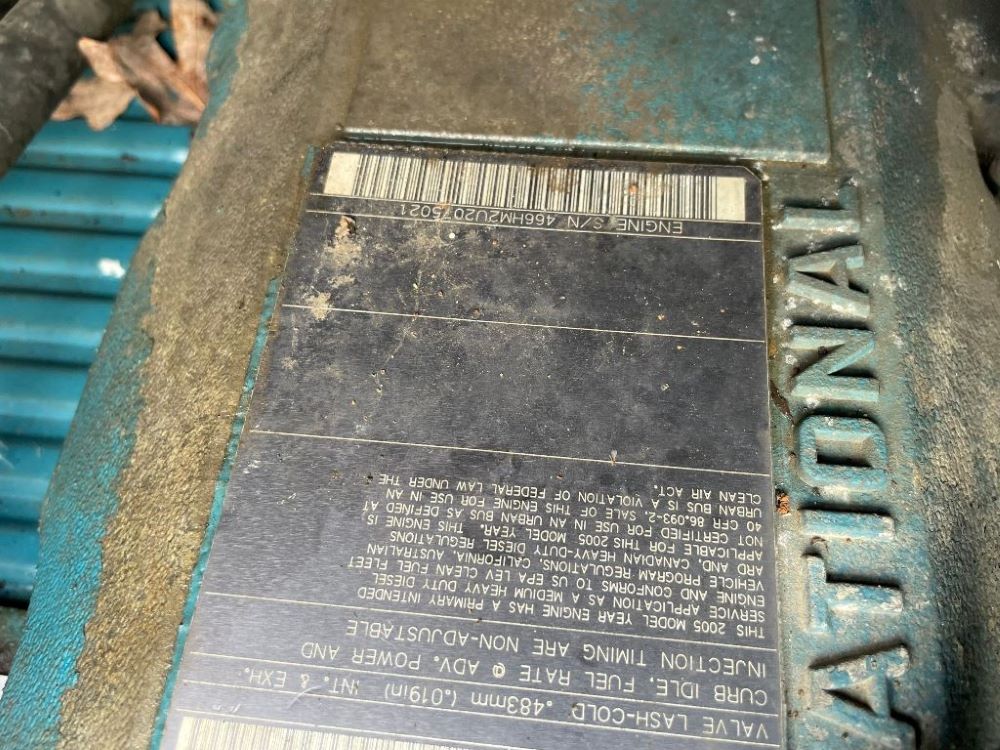 VALVE LASH-COLD .483mm (.019in) INT. & EXH.
CURB IDLE, FUEL RATE @ ADV. POWER AND
INJECTION TIMING ARE NON-ADJUSTABLE
THIS 2005 MODEL YEAR ENGINE HAS A PRIMARY INTENDED
SERVICE APPLICATION AS A MEDIUM HEAVY DUTY DIESEL
ENGINE AND CONFORMS TO US EPA LEV CLEAN FUEL FLEET
VEHICLE PROGRAM REGULATIONS, CALIFORNIA, AUSTRALIAN
ARD AND, AND, CANADIAN HEAVY-DUTY DIESEL REGULATIONS
APPLICABLE FOR THIS 2005 MODEL YEAR. THIS ENGINE IS
NOT CERTIFIED FOR USE IN AN URBAN BUS AS DEFINED AT
40 CFR 86.093-2. SALE OF THIS ENGINE FOR USE IN AN
URBAN BUS IS A VIOLATION OF FEDERAL LAW UNDER THE
CLEAN AIR ACT.
ENGINE S/N 466HM2U2075021
ATIONAL